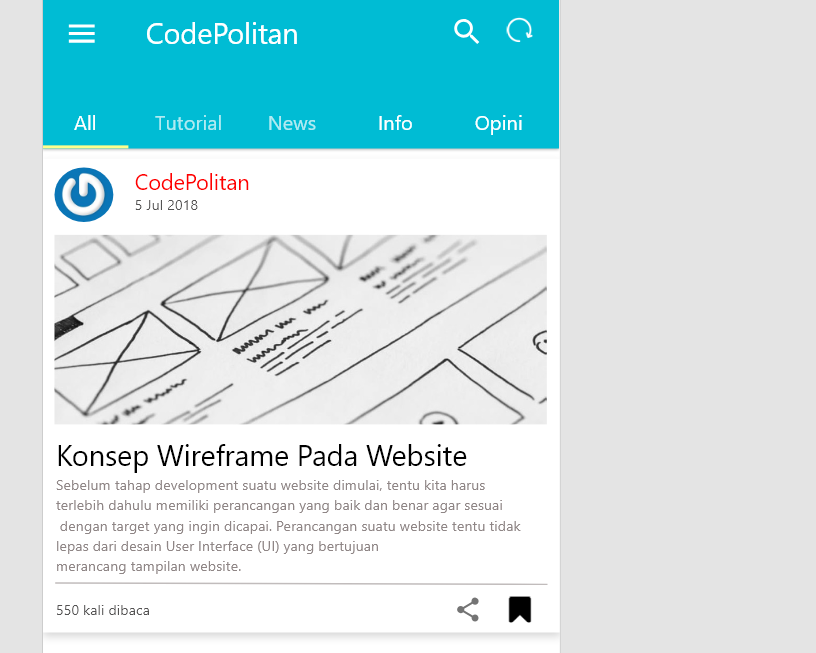 CodePolitan
All Tutorial News Info Opini
CodePolitan
5 Jul 2018
Konsep Wireframe Pada Website
Sebelum tahap development suatu website dimulai, tentu kita harus
terlebih dahulu memiliki perancangan yang baik dan benar agar sesuai
dengan target yang ingin dicapai. Perancangan suatu website tentu tidak
lepas dari desain User Interface (UI) yang bertujuan
merancang tampilan website.
550 kali dibaca